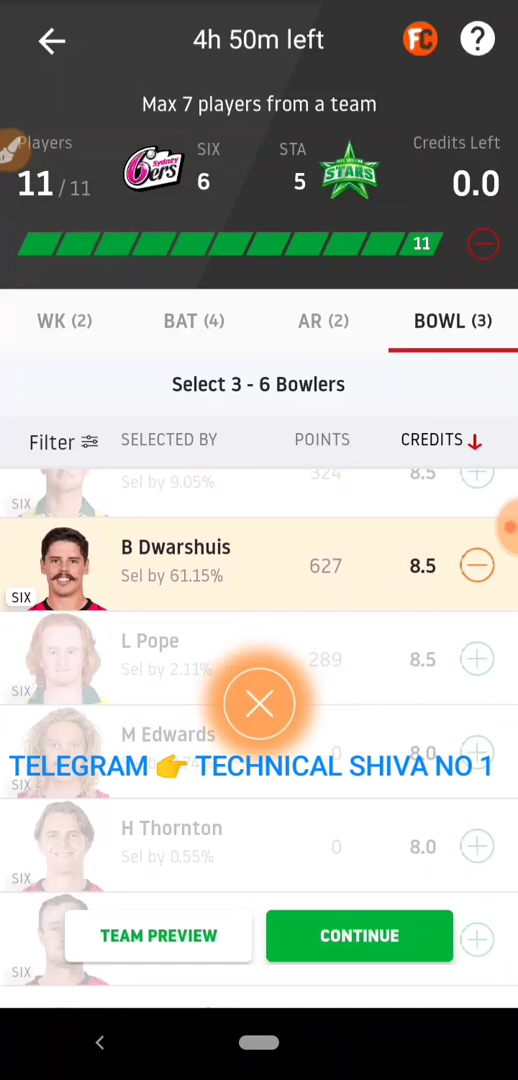 4h 50m left
FC
?
Max 7 players from a team
Players
SIX
STA
Credits Left
11 / 11
Sydney 6ers
6
5
STARS
0.0
11
WK (2)
BAT (4)
AR (2)
BOWL (3)
Select 3 - 6 Bowlers
Filter
SELECTED BY
POINTS
CREDITS
Sel by 9.05%
324
8.5
SIX
B Dwarshuis
Sel by 61.15%
627
8.5
SIX
L Pope
Sel by 2.11%
289
8.5
SIX
M Edwards
0
8.0
TELEGRAM 👉 TECHNICAL SHIVA NO 1
SIX
H Thornton
Sel by 0.55%
0
8.0
SIX
TEAM PREVIEW
CONTINUE
SIX